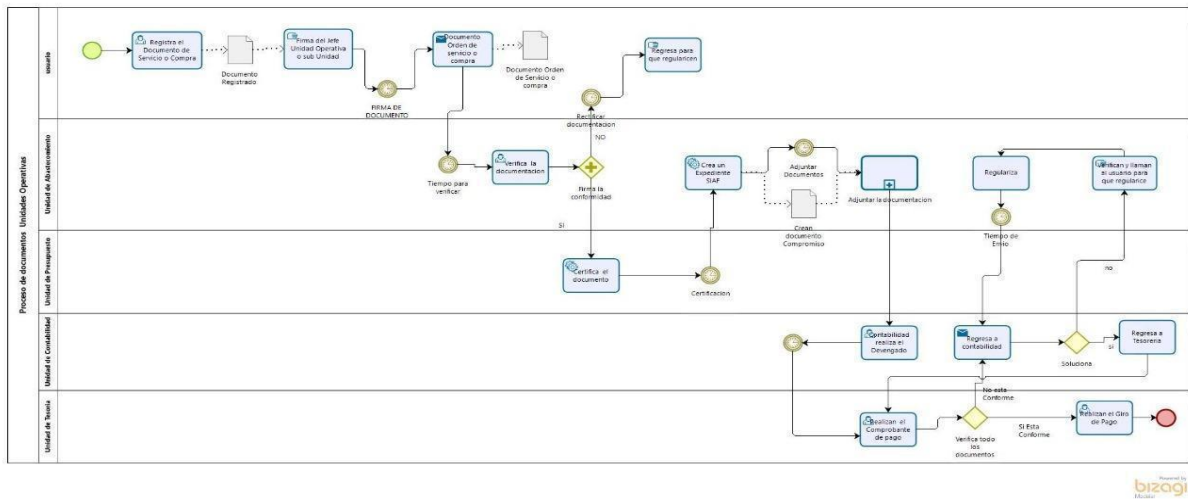 Proceso de documentos Unidades Operativas
usuario
Registra el
Documento de
Servicio o Compra
Documento
Registrado
Firma del Jefe
Unidad Operativa
o sub Unidad
FIRMA DE
DOCUMENTO
Documento
Orden de
servicio o
compra
Documento Orden
de Servicio o
compra
Regresa para
que regularicen
Rectificar
documentacion
Unidad de Abastecimiento
Tiempo para
verificar
Verifica la
documentacion
NO
Firma la
conformidad
SI
Crea un
Expediente
SIAF
Adjuntar
Documentos
Crean
documento
Compromiso
Adjuntar la documentacion
Regulariza
Tiempo de
Envio
Verifican y llaman
al usuario para
que regularice
Unidad de Presupuesto
Certifica el
documento
Certificacion
no
Unidad de Contabilidad
Contabilidad
realiza el
Devengado
Regresa a
contabilidad
Soluciona
si
Regresa a
Tesoreria
No esta
Conforme
Unidad de Tesoria
Realizan el
Comprobante
de pago
Verifica todo
los
documentos
Si Esta
Conforme
Realizan el Giro
de Pago
Powered by
bizagi
Modeler